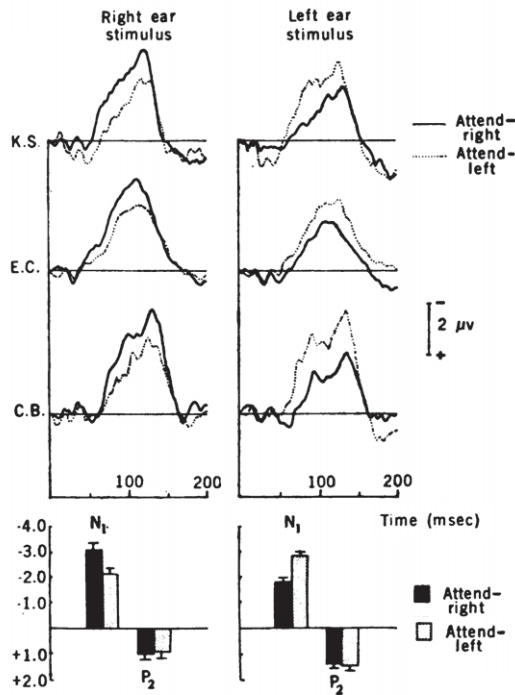 Right ear
stimulus
Left ear
stimulus
Attend-
right
Attend-
left
K.S.
E.C.
-
2 μv
+
C.B.
0 100 200
0 100 200
Time (msec)
N1
N1
-4.0
-3.0
-2.0
-1.0
+1.0
+2.0
P2
P2
Attend-
right
Attend-
left